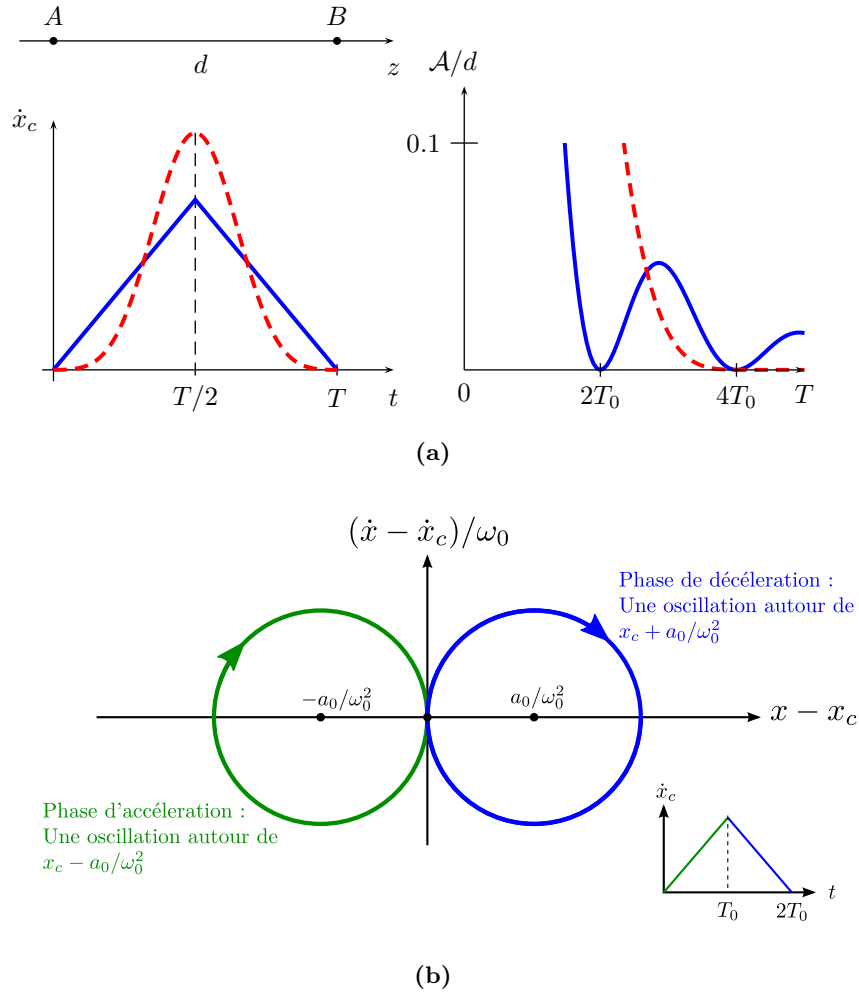 A B
d z
ẋ_c
T/2 T t
𝒜/d
0.1
0 2T_0 4T_0 T
(a)
(ẋ − ẋ_c)/ω_0
Phase de décéleration :
Une oscillation autour de
x_c + a_0/ω_0^2
−a_0/ω_0^2 a_0/ω_0^2
x − x_c
Phase d'accéleration :
Une oscillation autour de
x_c − a_0/ω_0^2
ẋ_c
T_0 2T_0 t
(b)